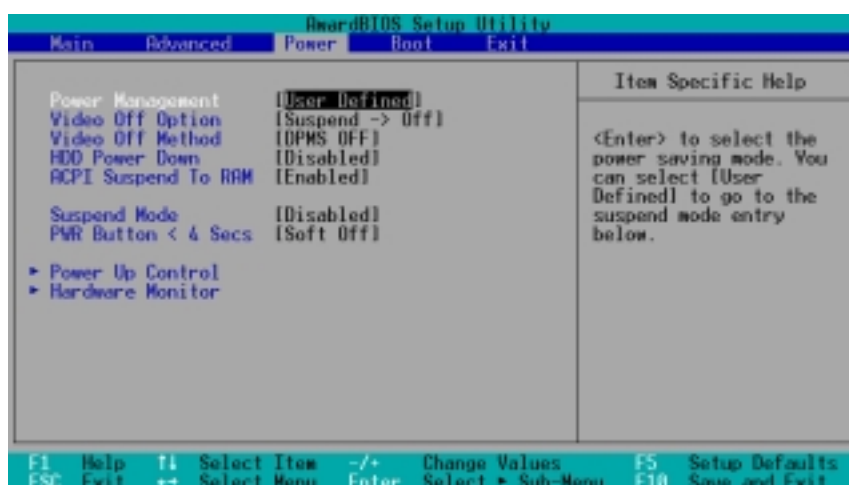 AwardBIOS Setup Utility
Main Advanced Power Boot Exit
Item Specific Help
Power Management [User Defined]
Video Off Option [Suspend -> Off]
Video Off Method [DPMS OFF]
HDD Power Down [Disabled]
ACPI Suspend To RAM [Enabled]
Suspend Mode [Disabled]
PWR Button < 4 Secs [Soft Off]
► Power Up Control
► Hardware Monitor
<Enter> to select the
power saving mode. You
can select [User
Defined] to go to the
suspend mode entry
below.
F1 Help ↑↓ Select Item -/+ Change Values F5 Setup Defaults
ESC Exit ↔ Select Menu Enter Select ► Sub-Menu F10 Save and Exit